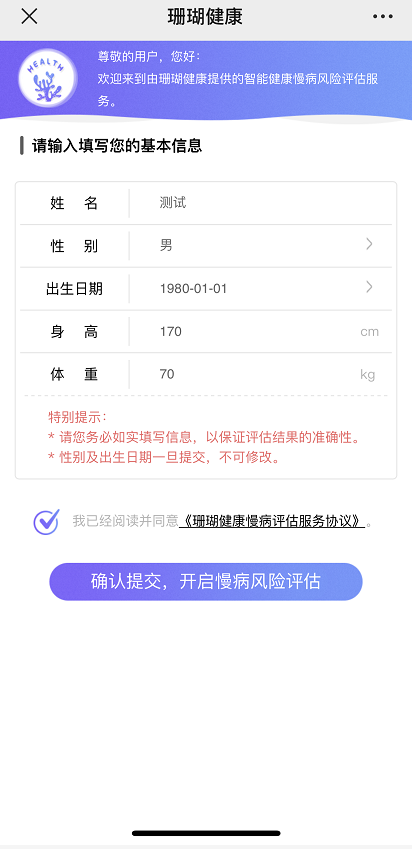 珊瑚健康
HEALTH
尊敬的用户，您好：
欢迎来到由珊瑚健康提供的智能健康慢病风险评估服
务。
请输入填写您的基本信息
姓 名 测试
性 别 男
出生日期 1980-01-01
身 高 170 cm
体 重 70 kg
特别提示：
* 请您务必如实填写信息，以保证评估结果的准确性。
* 性别及出生日期一旦提交，不可修改。
我已经阅读并同意《珊瑚健康慢病评估服务协议》。
确认提交，开启慢病风险评估